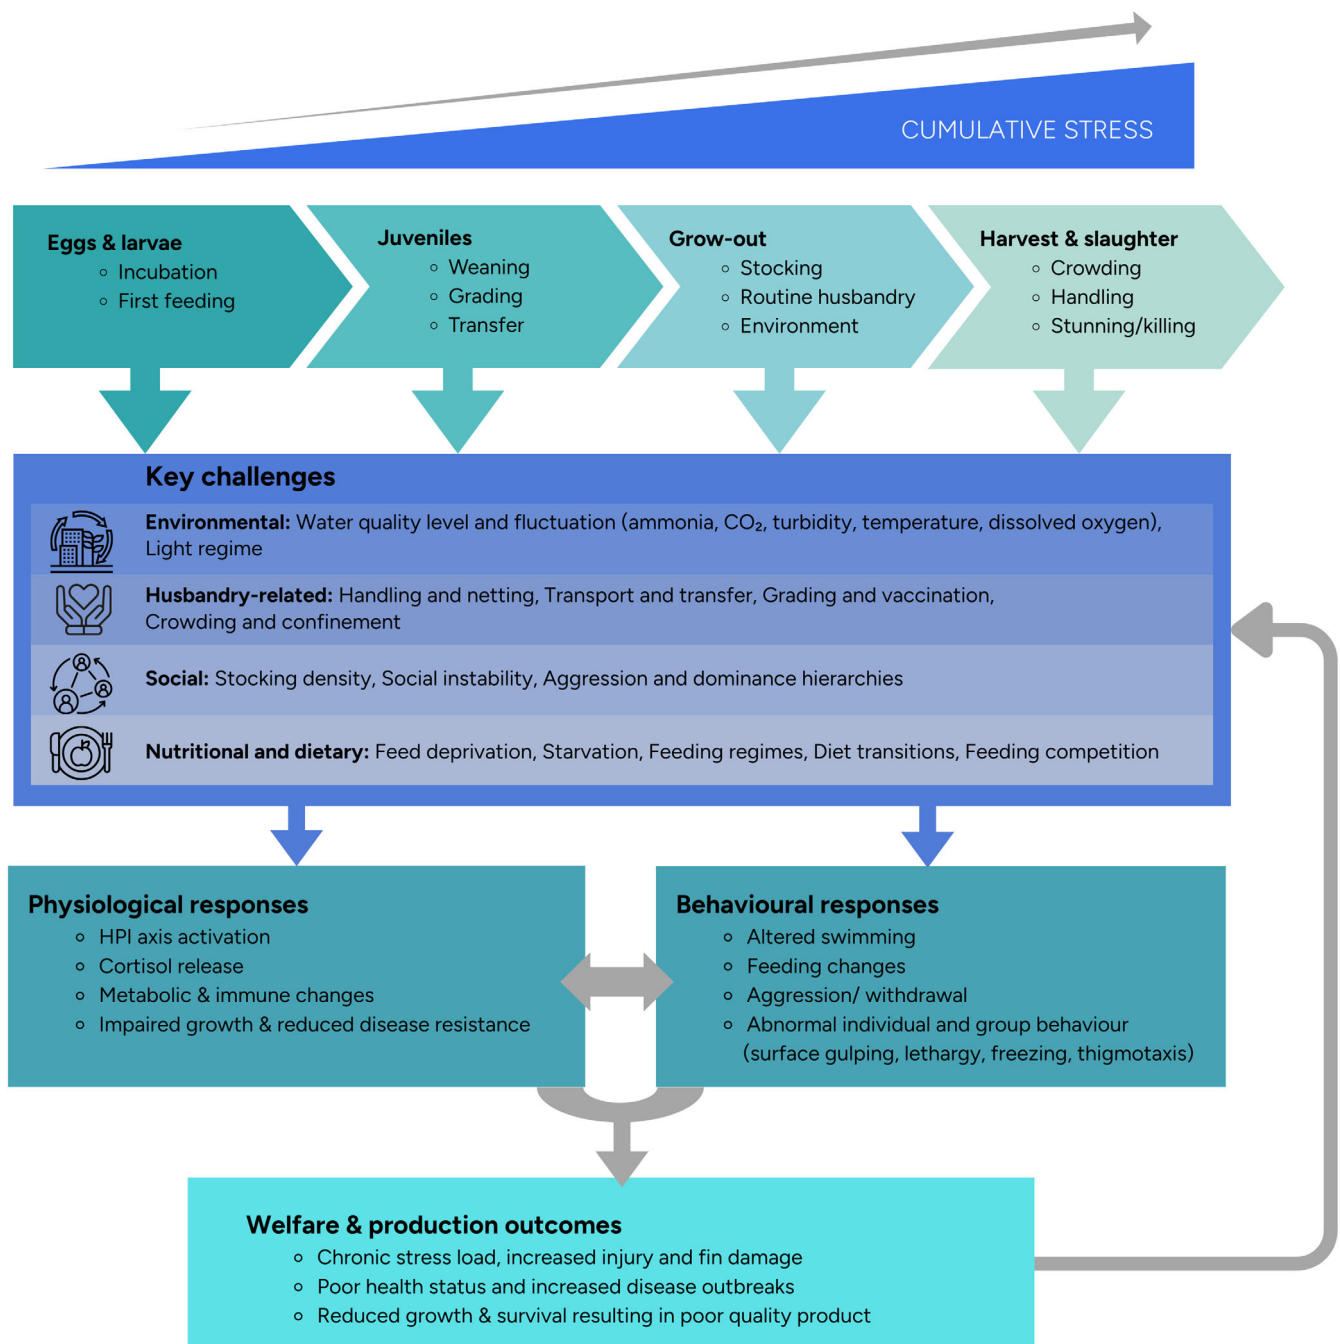 CUMULATIVE STRESS
Eggs & larvae
Incubation
First feeding
Juveniles
Weaning
Grading
Transfer
Grow-out
Stocking
Routine husbandry
Environment
Harvest & slaughter
Crowding
Handling
Stunning/killing
Key challenges
Environmental: Water quality level and fluctuation (ammonia, CO₂, turbidity, temperature, dissolved oxygen),
Light regime
Husbandry-related: Handling and netting, Transport and transfer, Grading and vaccination,
Crowding and confinement
Social: Stocking density, Social instability, Aggression and dominance hierarchies
Nutritional and dietary: Feed deprivation, Starvation, Feeding regimes, Diet transitions, Feeding competition
Physiological responses
HPI axis activation
Cortisol release
Metabolic & immune changes
Impaired growth & reduced disease resistance
Behavioural responses
Altered swimming
Feeding changes
Aggression/ withdrawal
Abnormal individual and group behaviour
(surface gulping, lethargy, freezing, thigmotaxis)
Welfare & production outcomes
Chronic stress load, increased injury and fin damage
Poor health status and increased disease outbreaks
Reduced growth & survival resulting in poor quality product